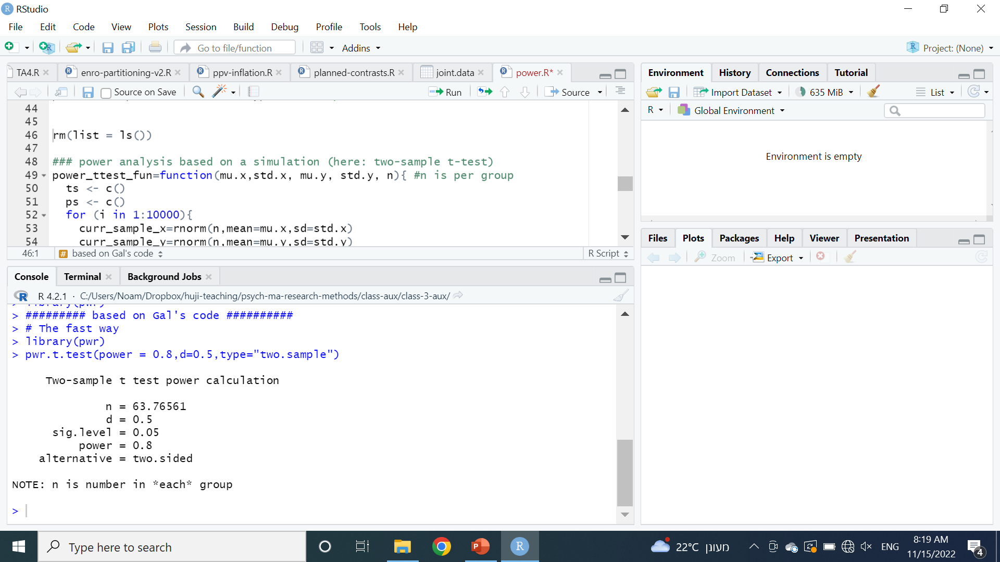 RStudio
File Edit Code View Plots Session Build Debug Profile Tools Help
Go to file/function Addins Project: (None)
TA4.R enro-partitioning-v2.R ppv-inflation.R planned-contrasts.R joint.data power.R*
Source on Save Run Source
44
45
46 rm(list = ls())
47
48 ### power analysis based on a simulation (here: two-sample t-test)
49 power_ttest_fun=function(mu.x,std.x, mu.y, std.y, n){ #n is per group
50 ts <- c()
51 ps <- c()
52 for (i in 1:10000){
53 curr_sample_x=rnorm(n,mean=mu.x,sd=std.x)
54 curr_sample_y=rnorm(n,mean=mu.y,sd=std.y)
46:1 # based on Gal's code R Script
Console Terminal Background Jobs
R 4.2.1 · C:/Users/Noam/Dropbox/huji-teaching/psych-ma-research-methods/class-aux/class-3-aux/
> library(pwr)
> ######### based on Gal's code ##########
> # The fast way
> library(pwr)
> pwr.t.test(power = 0.8,d=0.5,type="two.sample")
Two-sample t test power calculation
n = 63.76561
d = 0.5
sig.level = 0.05
power = 0.8
alternative = two.sided
NOTE: n is number in *each* group
>
Environment History Connections Tutorial
Import Dataset 635 MiB List
R Global Environment
Environment is empty
Files Plots Packages Help Viewer Presentation
Zoom Export
Type here to search
22°C מעונן
ENG
8:19 AM
11/15/2022
4